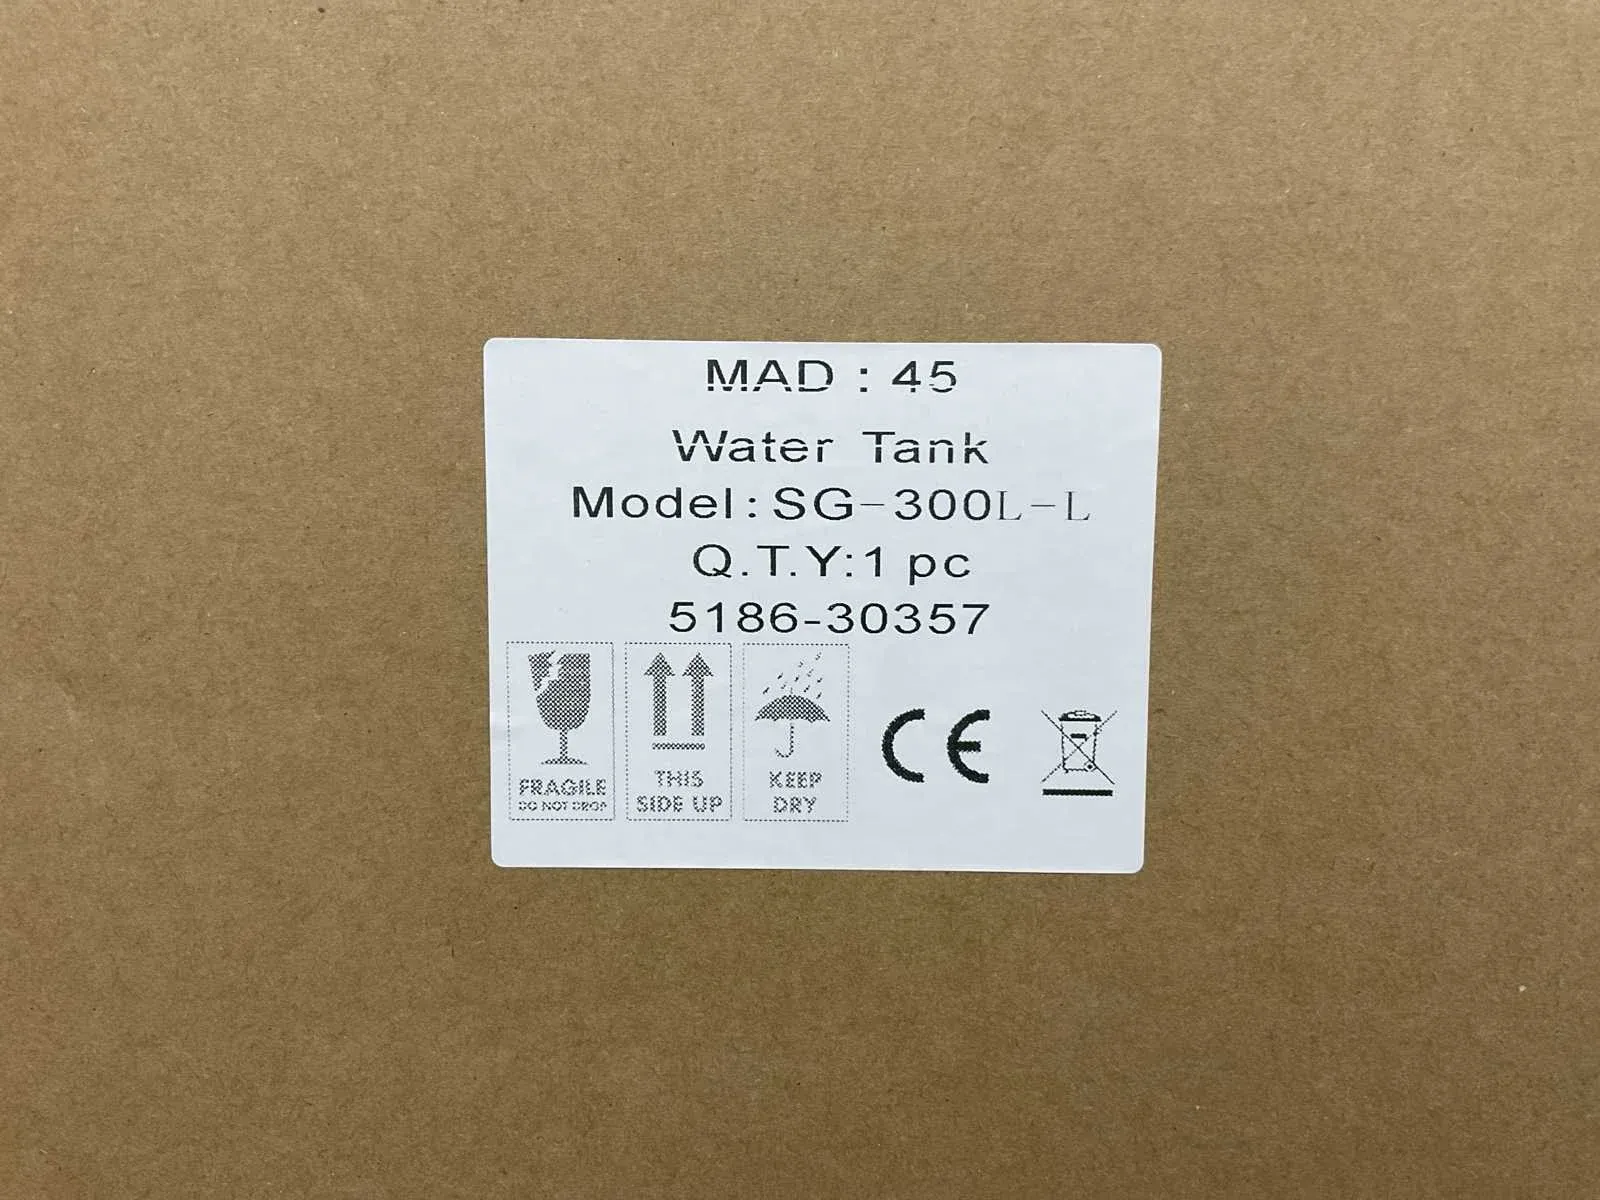 MAD : 45
Water Tank
Model:SG-300L-L
Q.T.Y:1 pc
5186-30357
FRAGILE
DO NOT DROP
THIS
SIDE UP
KEEP
DRY
CE